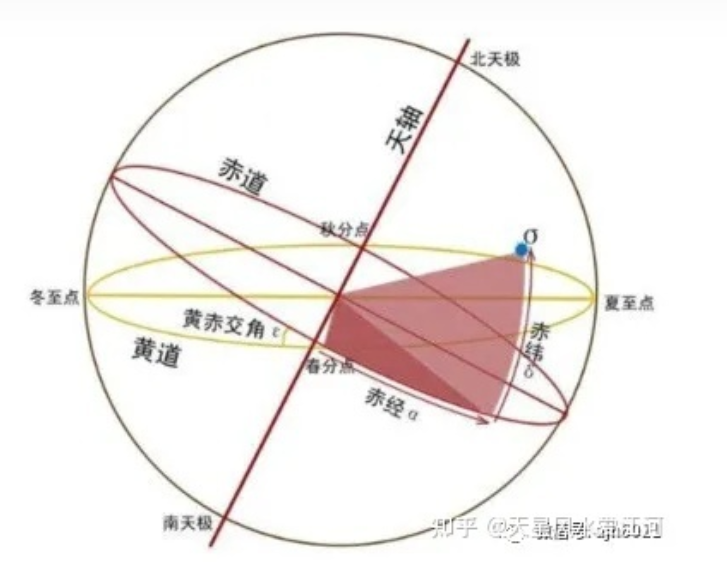 北天极
天轴
赤道
秋分点
σ
冬至点
夏至点
黄赤交角 ε
黄道
赤纬 δ
春分点
赤经 α
南天极
知乎